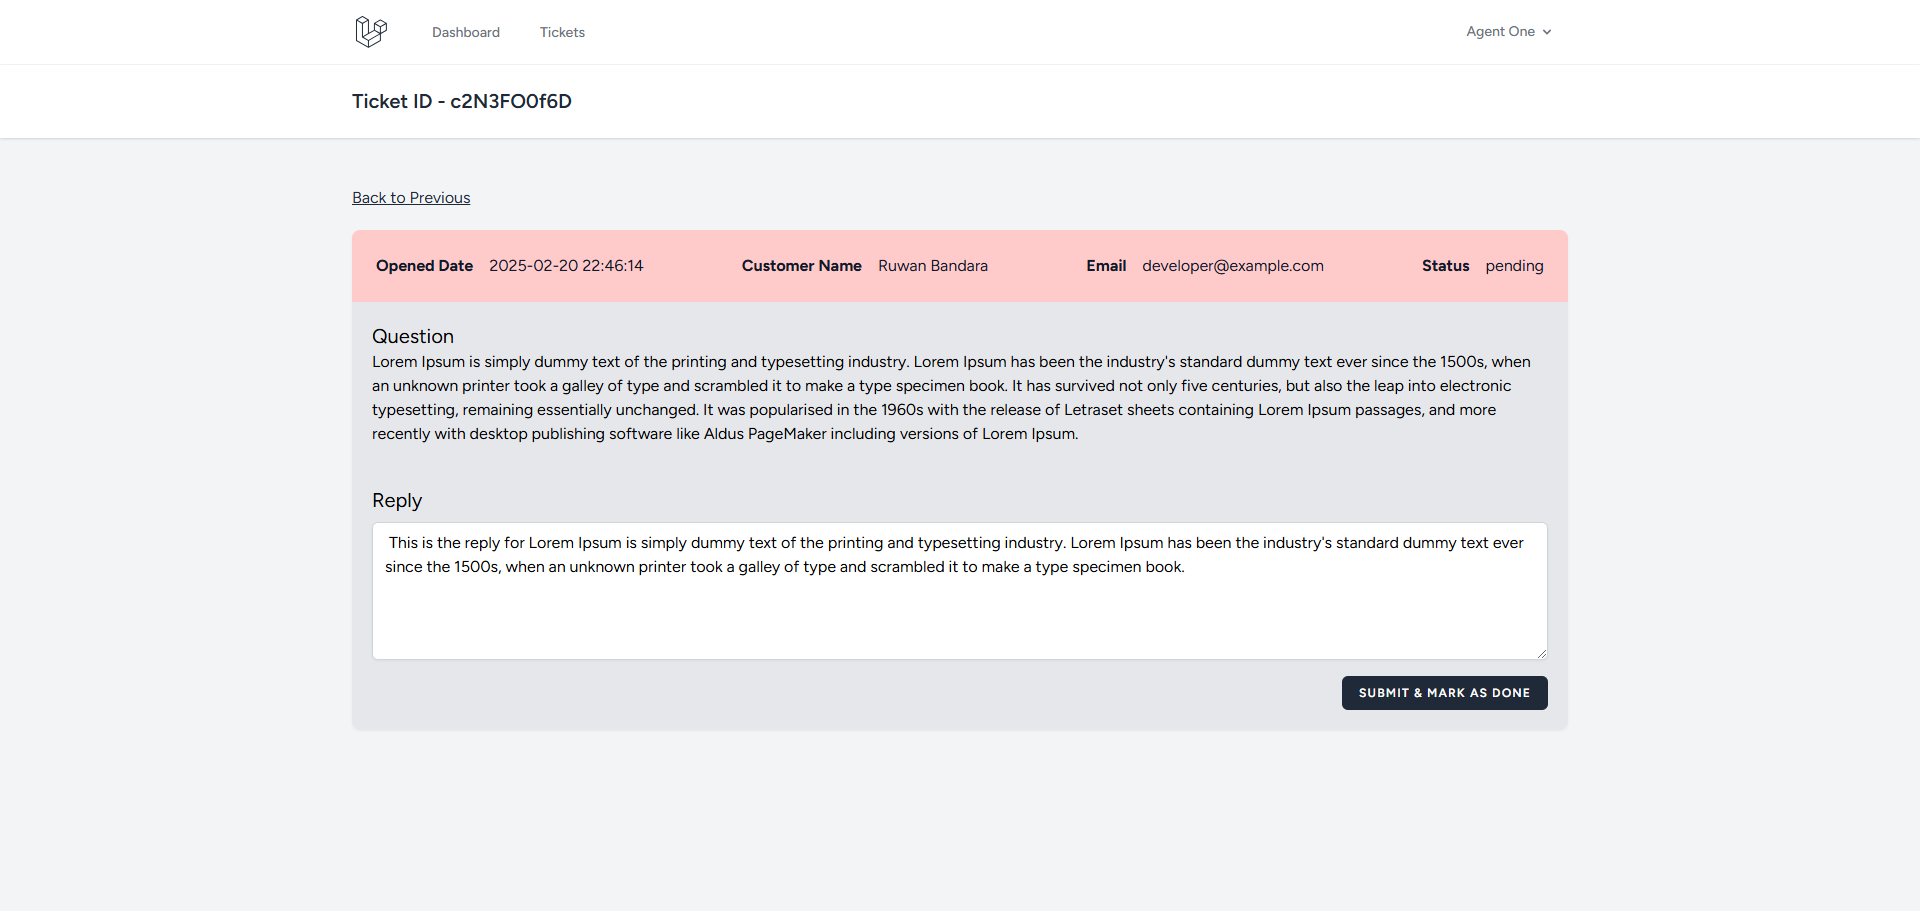 Dashboard Tickets Agent One
Ticket ID - c2N3FO0f6D
Back to Previous
Opened Date 2025-02-20 22:46:14 Customer Name Ruwan Bandara Email developer@example.com Status pending
Question
Lorem Ipsum is simply dummy text of the printing and typesetting industry. Lorem Ipsum has been the industry's standard dummy text ever since the 1500s, when
an unknown printer took a galley of type and scrambled it to make a type specimen book. It has survived not only five centuries, but also the leap into electronic
typesetting, remaining essentially unchanged. It was popularised in the 1960s with the release of Letraset sheets containing Lorem Ipsum passages, and more
recently with desktop publishing software like Aldus PageMaker including versions of Lorem Ipsum.
Reply
This is the reply for Lorem Ipsum is simply dummy text of the printing and typesetting industry. Lorem Ipsum has been the industry's standard dummy text ever
since the 1500s, when an unknown printer took a galley of type and scrambled it to make a type specimen book.
SUBMIT & MARK AS DONE